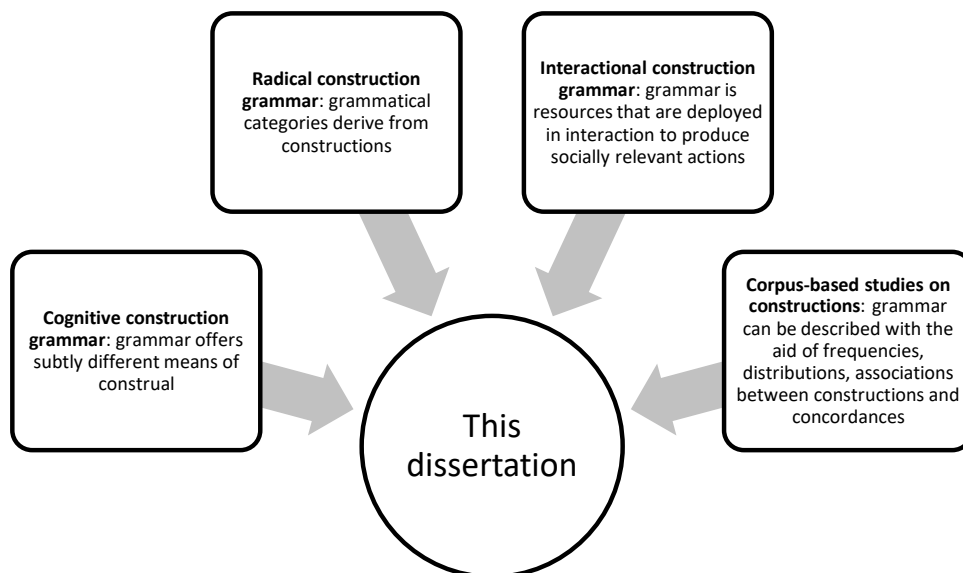 Radical construction
grammar: grammatical
categories derive from
constructions
Interactional construction
grammar: grammar is
resources that are deployed
in interaction to produce
socially relevant actions
Cognitive construction
grammar: grammar offers
subtly different means of
construal
Corpus-based studies on
constructions: grammar
can be described with the
aid of frequencies,
distributions, associations
between constructions and
concordances
This
dissertation